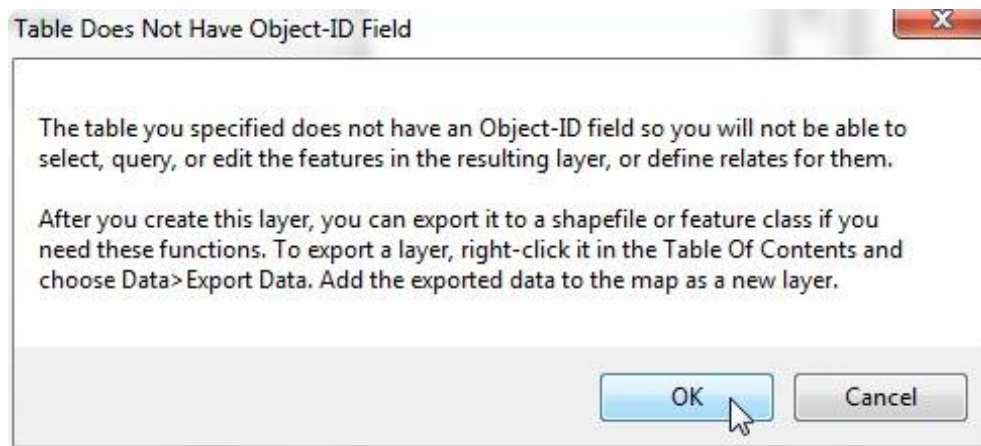 Table Does Not Have Object-ID Field
The table you specified does not have an Object-ID field so you will not be able to
select, query, or edit the features in the resulting layer, or define relates for them.
After you create this layer, you can export it to a shapefile or feature class if you
need these functions. To export a layer, right-click it in the Table Of Contents and
choose Data>Export Data. Add the exported data to the map as a new layer.
OK
Cancel